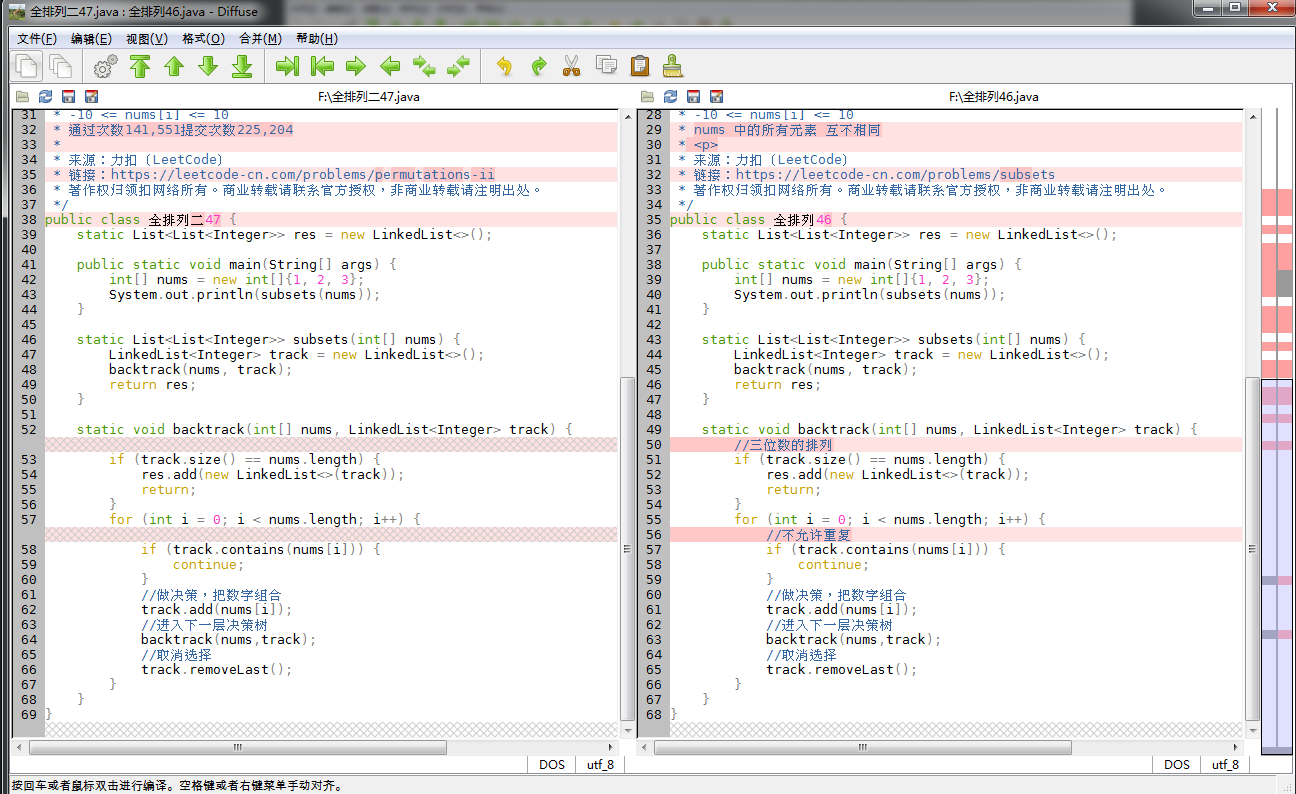 全排列二47.java : 全排列46.java - Diffuse
文件(F) 编辑(E) 视图(V) 格式(O) 合并(M) 帮助(H)
F:\全排列二47.java
31 * -10 <= nums[i] <= 10
32 * 通过次数141,551提交次数225,204
33 *
34 * 来源：力扣（LeetCode）
35 * 链接：https://leetcode-cn.com/problems/permutations-ii
36 * 著作权归领扣网络所有。商业转载请联系官方授权，非商业转载请注明出处。
37 */
38 public class 全排列二47 {
39 static List<List<Integer>> res = new LinkedList<>();
40
41 public static void main(String[] args) {
42 int[] nums = new int[]{1, 2, 3};
43 System.out.println(subsets(nums));
44 }
45
46 static List<List<Integer>> subsets(int[] nums) {
47 LinkedList<Integer> track = new LinkedList<>();
48 backtrack(nums, track);
49 return res;
50 }
51
52 static void backtrack(int[] nums, LinkedList<Integer> track) {
53 if (track.size() == nums.length) {
54 res.add(new LinkedList<>(track));
55 return;
56 }
57 for (int i = 0; i < nums.length; i++) {
58 if (track.contains(nums[i])) {
59 continue;
60 }
61 //做决策，把数字组合
62 track.add(nums[i]);
63 //进入下一层决策树
64 backtrack(nums,track);
65 //取消选择
66 track.removeLast();
67 }
68 }
69 }
DOS utf_8
F:\全排列46.java
28 * -10 <= nums[i] <= 10
29 * nums 中的所有元素 互不相同
30 * <p>
31 * 来源：力扣（LeetCode）
32 * 链接：https://leetcode-cn.com/problems/subsets
33 * 著作权归领扣网络所有。商业转载请联系官方授权，非商业转载请注明出处。
34 */
35 public class 全排列46 {
36 static List<List<Integer>> res = new LinkedList<>();
37
38 public static void main(String[] args) {
39 int[] nums = new int[]{1, 2, 3};
40 System.out.println(subsets(nums));
41 }
42
43 static List<List<Integer>> subsets(int[] nums) {
44 LinkedList<Integer> track = new LinkedList<>();
45 backtrack(nums, track);
46 return res;
47 }
48
49 static void backtrack(int[] nums, LinkedList<Integer> track) {
50 //三位数的排列
51 if (track.size() == nums.length) {
52 res.add(new LinkedList<>(track));
53 return;
54 }
55 for (int i = 0; i < nums.length; i++) {
56 //不允许重复
57 if (track.contains(nums[i])) {
58 continue;
59 }
60 //做决策，把数字组合
61 track.add(nums[i]);
62 //进入下一层决策树
63 backtrack(nums,track);
64 //取消选择
65 track.removeLast();
66 }
67 }
68 }
DOS utf_8
按回车或者鼠标双击进行编译。空格键或者右键菜单手动对齐。